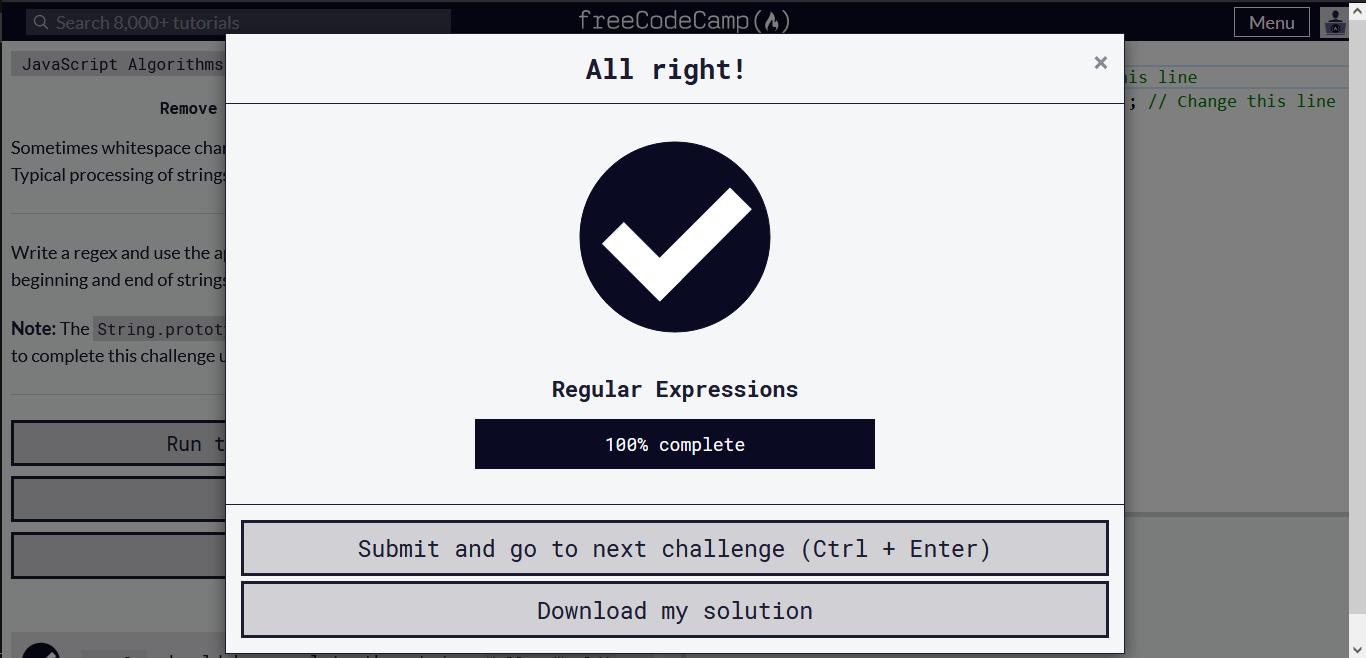 Search 8,000+ tutorials
freeCodeCamp(🔥)
Menu
All right!
×
JavaScript Algorithms
this line
; // Change this line
Remove
Sometimes whitespace
Typical processing of strings
Write a regex and use the
beginning and end of strings
Note: The String.protot
to complete this challenge
Run
Regular Expressions
100% complete
Submit and go to next challenge (Ctrl + Enter)
Download my solution